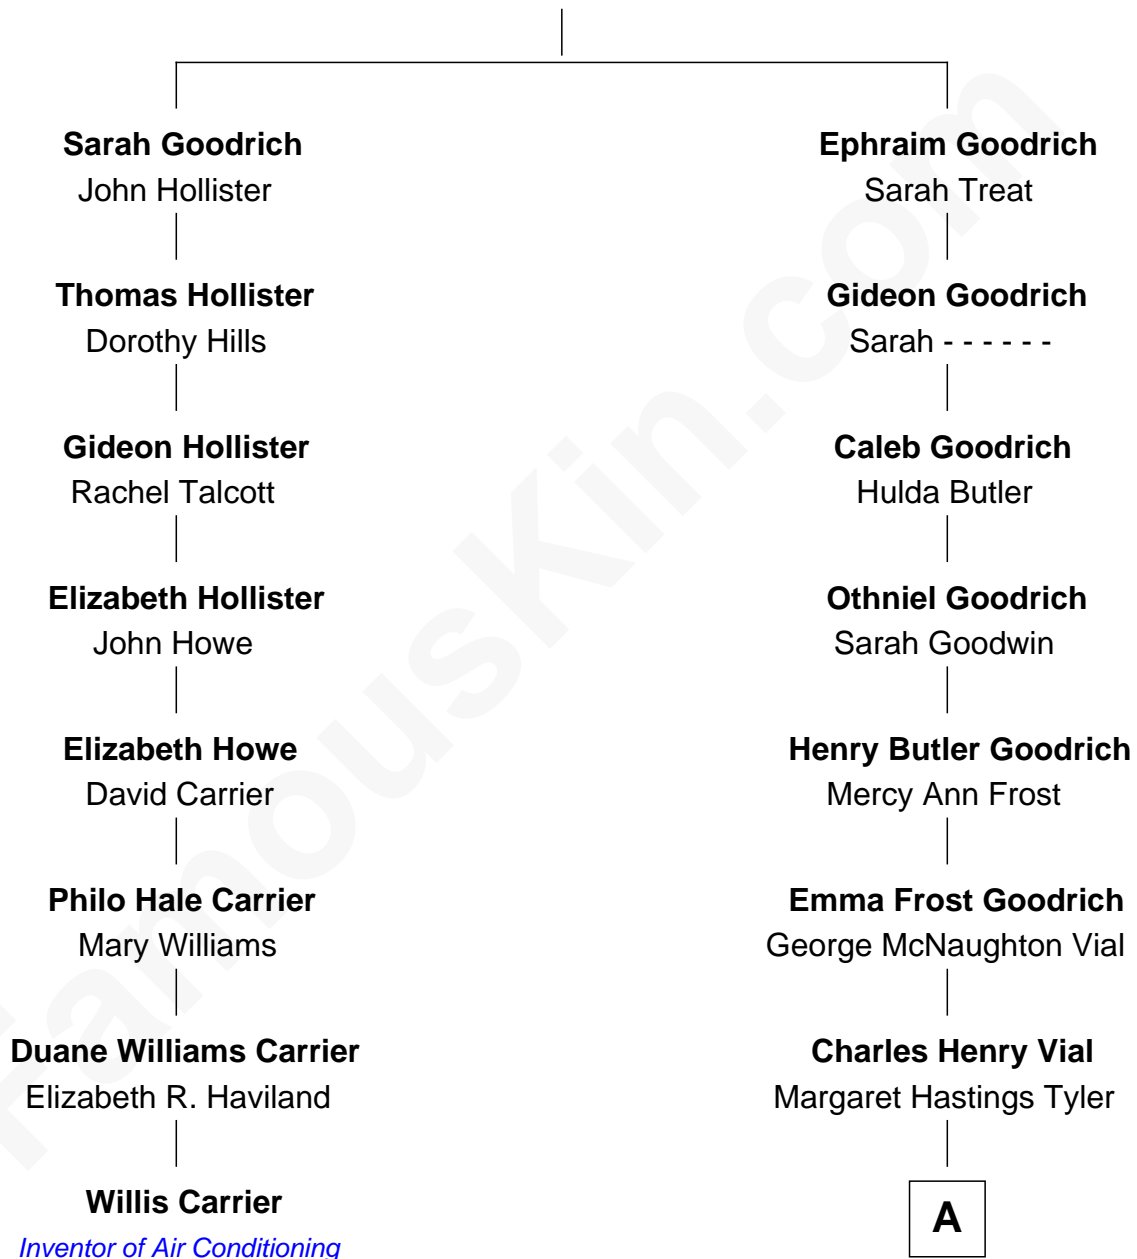 Sarah Goodrich
John Hollister
Thomas Hollister
Dorothy Hills
Gideon Hollister
Rachel Talcott
Elizabeth Hollister
John Howe
Elizabeth Howe
David Carrier
Philo Hale Carrier
Mary Williams
Duane Williams Carrier
Elizabeth R. Haviland
Willis Carrier
Inventor of Air Conditioning
Ephraim Goodrich
Sarah Treat
Gideon Goodrich
Sarah - - - - - -
Caleb Goodrich
Hulda Butler
Othniel Goodrich
Sarah Goodwin
Henry Butler Goodrich
Mercy Ann Frost
Emma Frost Goodrich
George McNaughton Vial
Charles Henry Vial
Margaret Hastings Tyler
A
FamousKin.com